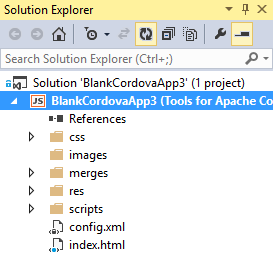 Solution Explorer
Search Solution Explorer (Ctrl+;)
Solution 'BlankCordovaApp3' (1 project)
JS BlankCordovaApp3 (Tools for Apache Co
References
css
images
merges
res
scripts
config.xml
index.html